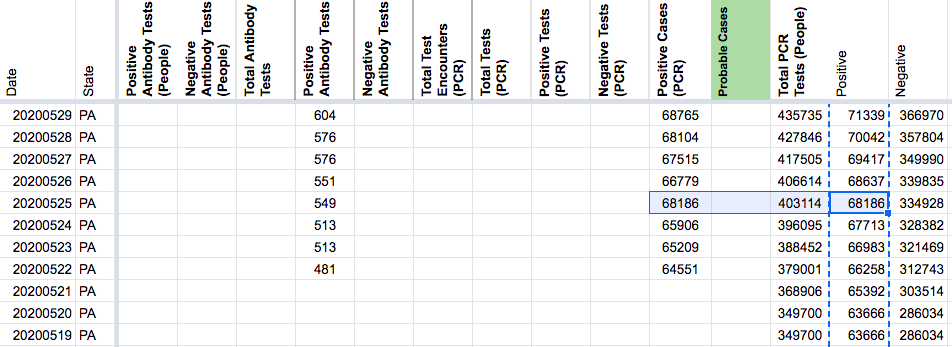 Date State Positive Antibody Tests (People) Negative Antibody Tests (People) Total Antibody Tests Positive Antibody Tests Negative Antibody Tests Total Test Encounters (PCR) Total Tests (PCR) Positive Tests (PCR) Negative Tests (PCR) Positive Cases (PCR) Probable Cases Total PCR Tests (People) Positive Negative
20200529 PA 604 68765 435735 71339 366970
20200528 PA 576 68104 427846 70042 357804
20200527 PA 576 67515 417505 69417 349990
20200526 PA 551 66779 406614 68637 339835
20200525 PA 549 68186 403114 68186 334928
20200524 PA 513 65906 396095 67713 328382
20200523 PA 513 65209 388452 66983 321469
20200522 PA 481 64551 379001 66258 312743
20200521 PA 368906 65392 303514
20200520 PA 349700 63666 286034
20200519 PA 349700 63666 286034